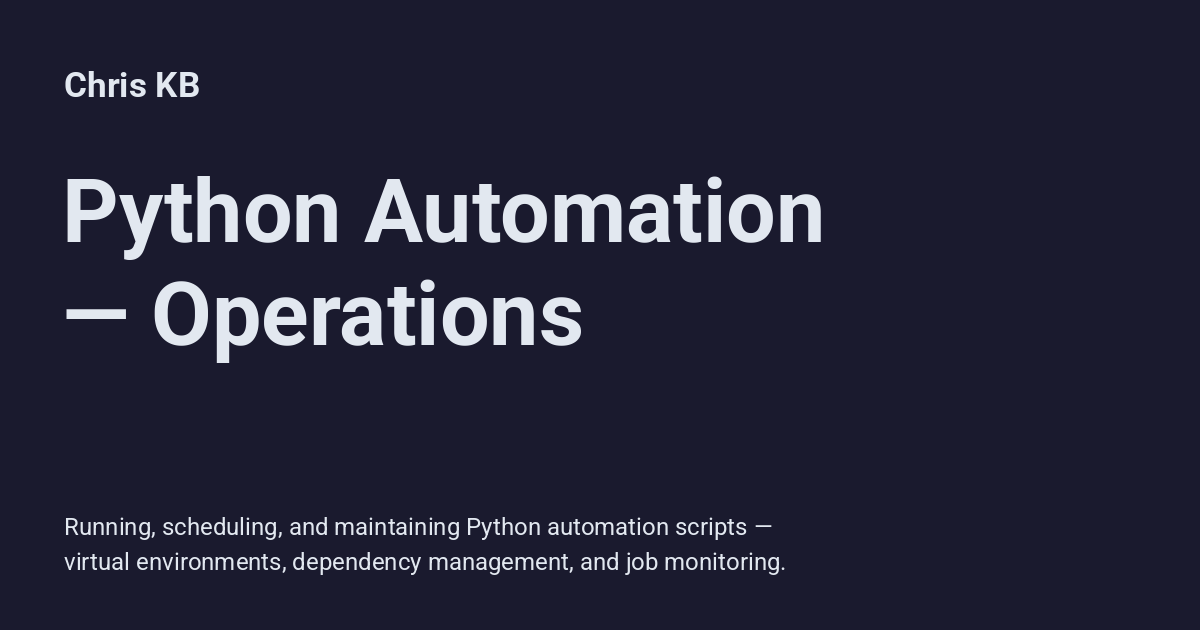 Chris KB
Python Automation
— Operations
Running, scheduling, and maintaining Python automation scripts —
virtual environments, dependency management, and job monitoring.